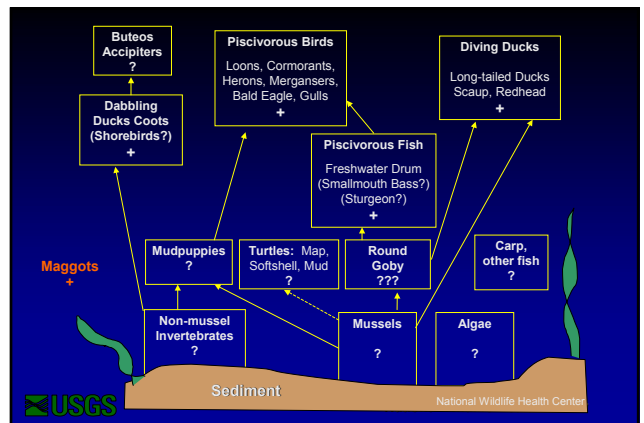 Buteos
Accipiters
?
Piscivorous Birds
Loons, Cormorants,
Herons, Mergansers,
Bald Eagle, Gulls
+
Diving Ducks
Long-tailed Ducks
Scaup, Redhead
+
Dabbling
Ducks Coots
(Shorebirds?)
+
Piscivorous Fish
Freshwater Drum
(Smallmouth Bass?)
(Sturgeon?)
+
Maggots
+
Mudpuppies
?
Turtles: Map,
Softshell, Mud
?
Round
Goby
???
Carp,
other fish
?
Non-mussel
Invertebrates
?
Mussels
?
Algae
?
Sediment
USGS
National Wildlife Health Center